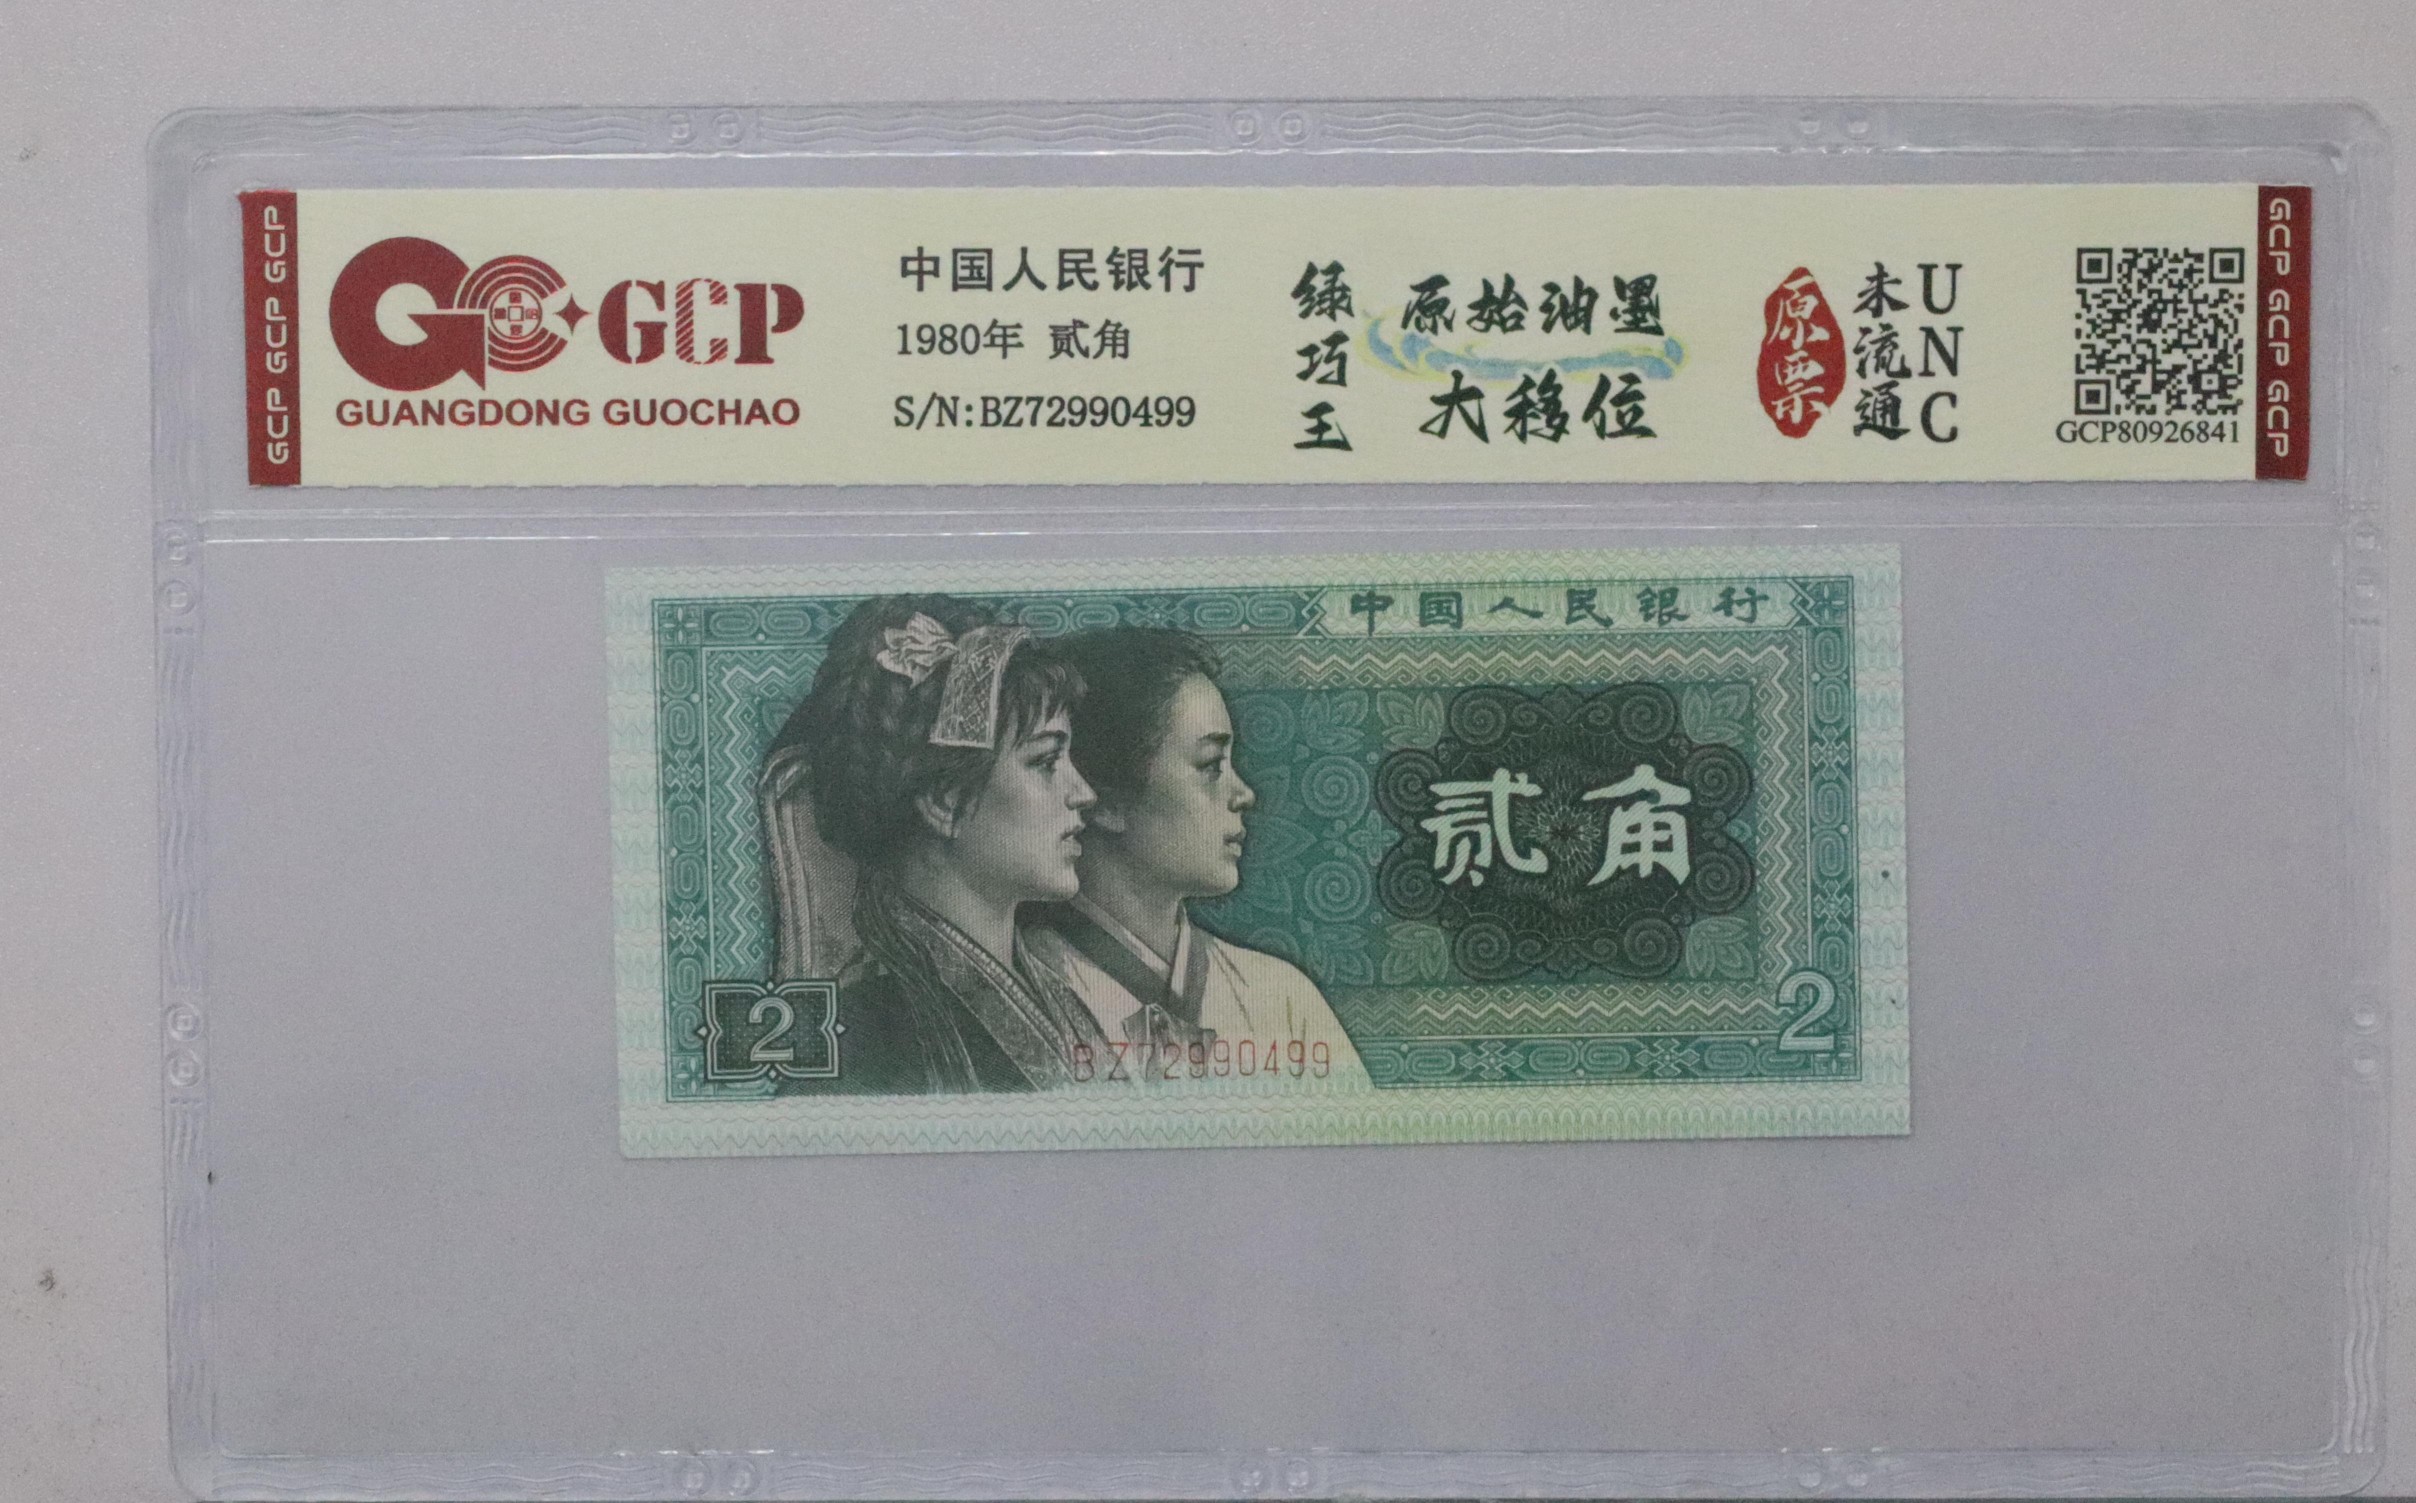 GCP GCP GCP
GCP
GUANGDONG GUOCHAO
中国人民银行
1980年 贰角
S/N:BZ72990499
绿巧王
原始油墨
大移位
原票
未流通
UNC
GCP80926841
GCP GCP GCP
中国人民银行
贰角
2
2
BZ72990499